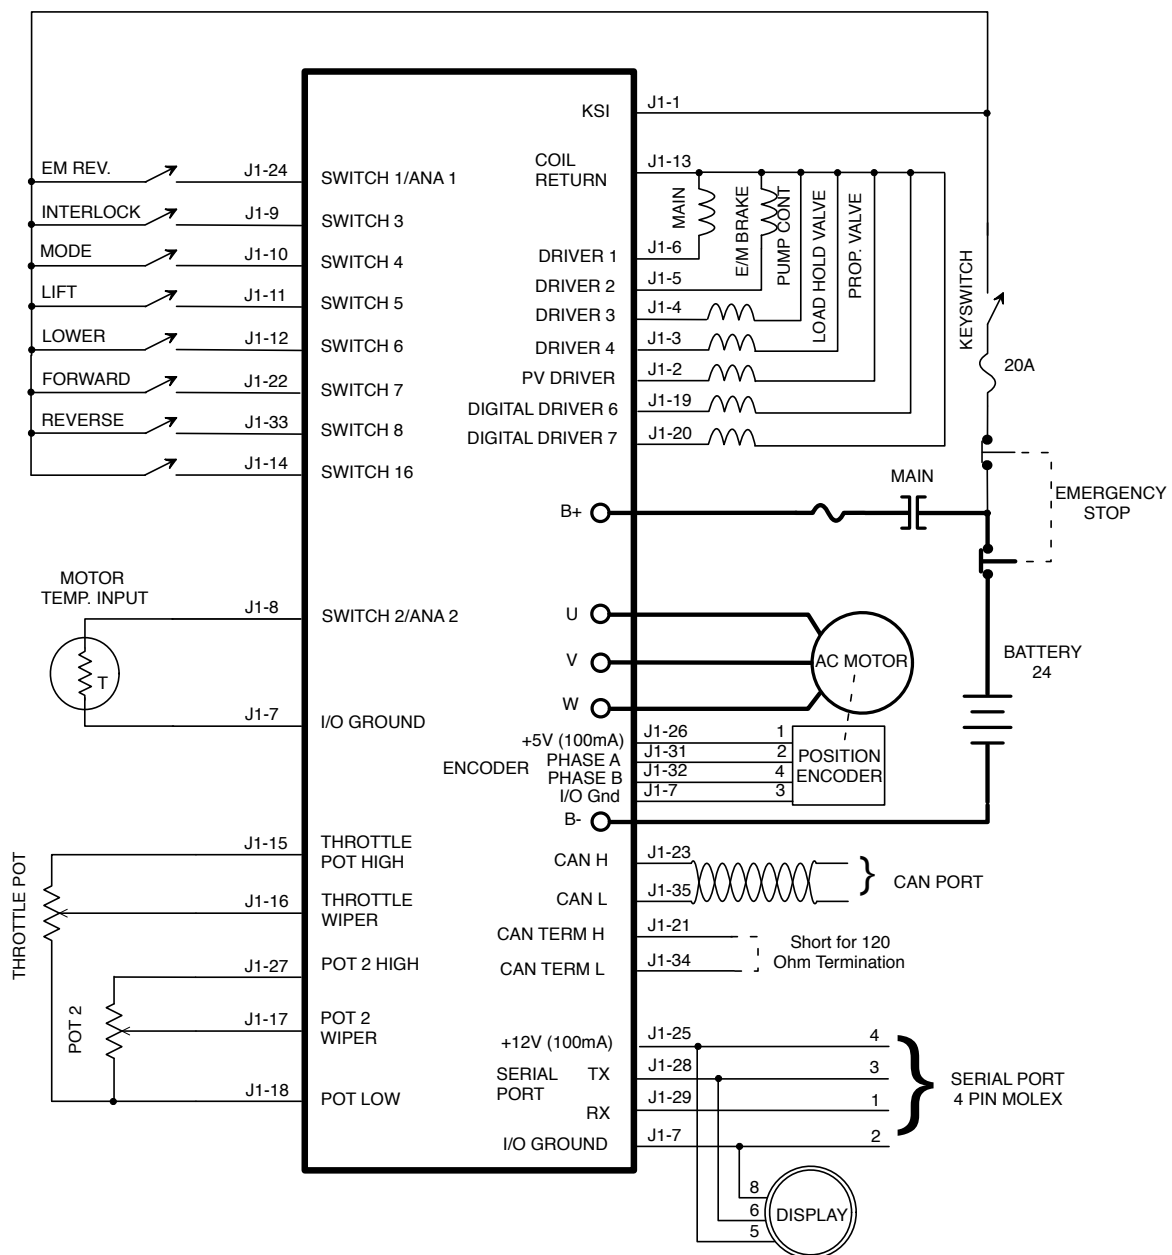 KSI
J1-1
EM REV.
J1-24
SWITCH 1/ANA 1
INTERLOCK
J1-9
SWITCH 3
MODE
J1-10
SWITCH 4
LIFT
J1-11
SWITCH 5
LOWER
J1-12
SWITCH 6
FORWARD
J1-22
SWITCH 7
REVERSE
J1-33
SWITCH 8
J1-14
SWITCH 16
COIL
RETURN
J1-13
MAIN
E/M BRAKE
PUMP CONT
LOAD HOLD VALVE
PROP. VALVE
DRIVER 1
J1-6
DRIVER 2
J1-5
DRIVER 3
J1-4
DRIVER 4
J1-3
PV DRIVER
J1-2
DIGITAL DRIVER 6
J1-19
DIGITAL DRIVER 7
J1-20
KEYSWITCH
20A
MAIN
EMERGENCY
STOP
B+
MOTOR
TEMP. INPUT
J1-8
SWITCH 2/ANA 2
T
J1-7
I/O GROUND
U
V
W
AC MOTOR
BATTERY
24
ENCODER
+5V (100mA)
J1-26
1
PHASE A
J1-31
2
PHASE B
J1-32
4
I/O Gnd
J1-7
3
POSITION
ENCODER
B-
THROTTLE POT
J1-15
THROTTLE
POT HIGH
J1-16
THROTTLE
WIPER
POT 2
J1-27
POT 2 HIGH
J1-17
POT 2
WIPER
J1-18
POT LOW
CAN H
J1-23
CAN L
J1-35
}
CAN PORT
CAN TERM H
J1-21
CAN TERM L
J1-34
Short for 120
Ohm Termination
+12V (100mA)
J1-25
4
SERIAL
PORT
TX
J1-28
3
RX
J1-29
1
I/O GROUND
J1-7
2
}
SERIAL PORT
4 PIN MOLEX
8
6
5
DISPLAY